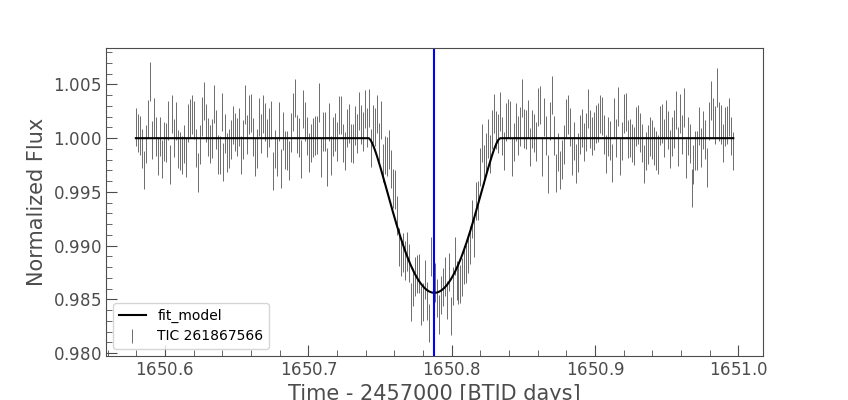 Normalized Flux
1.005
1.000
0.995
0.990
0.985
0.980
fit_model
TIC 261867566
1650.6 1650.7 1650.8 1650.9 1651.0
Time - 2457000 [BTJD days]